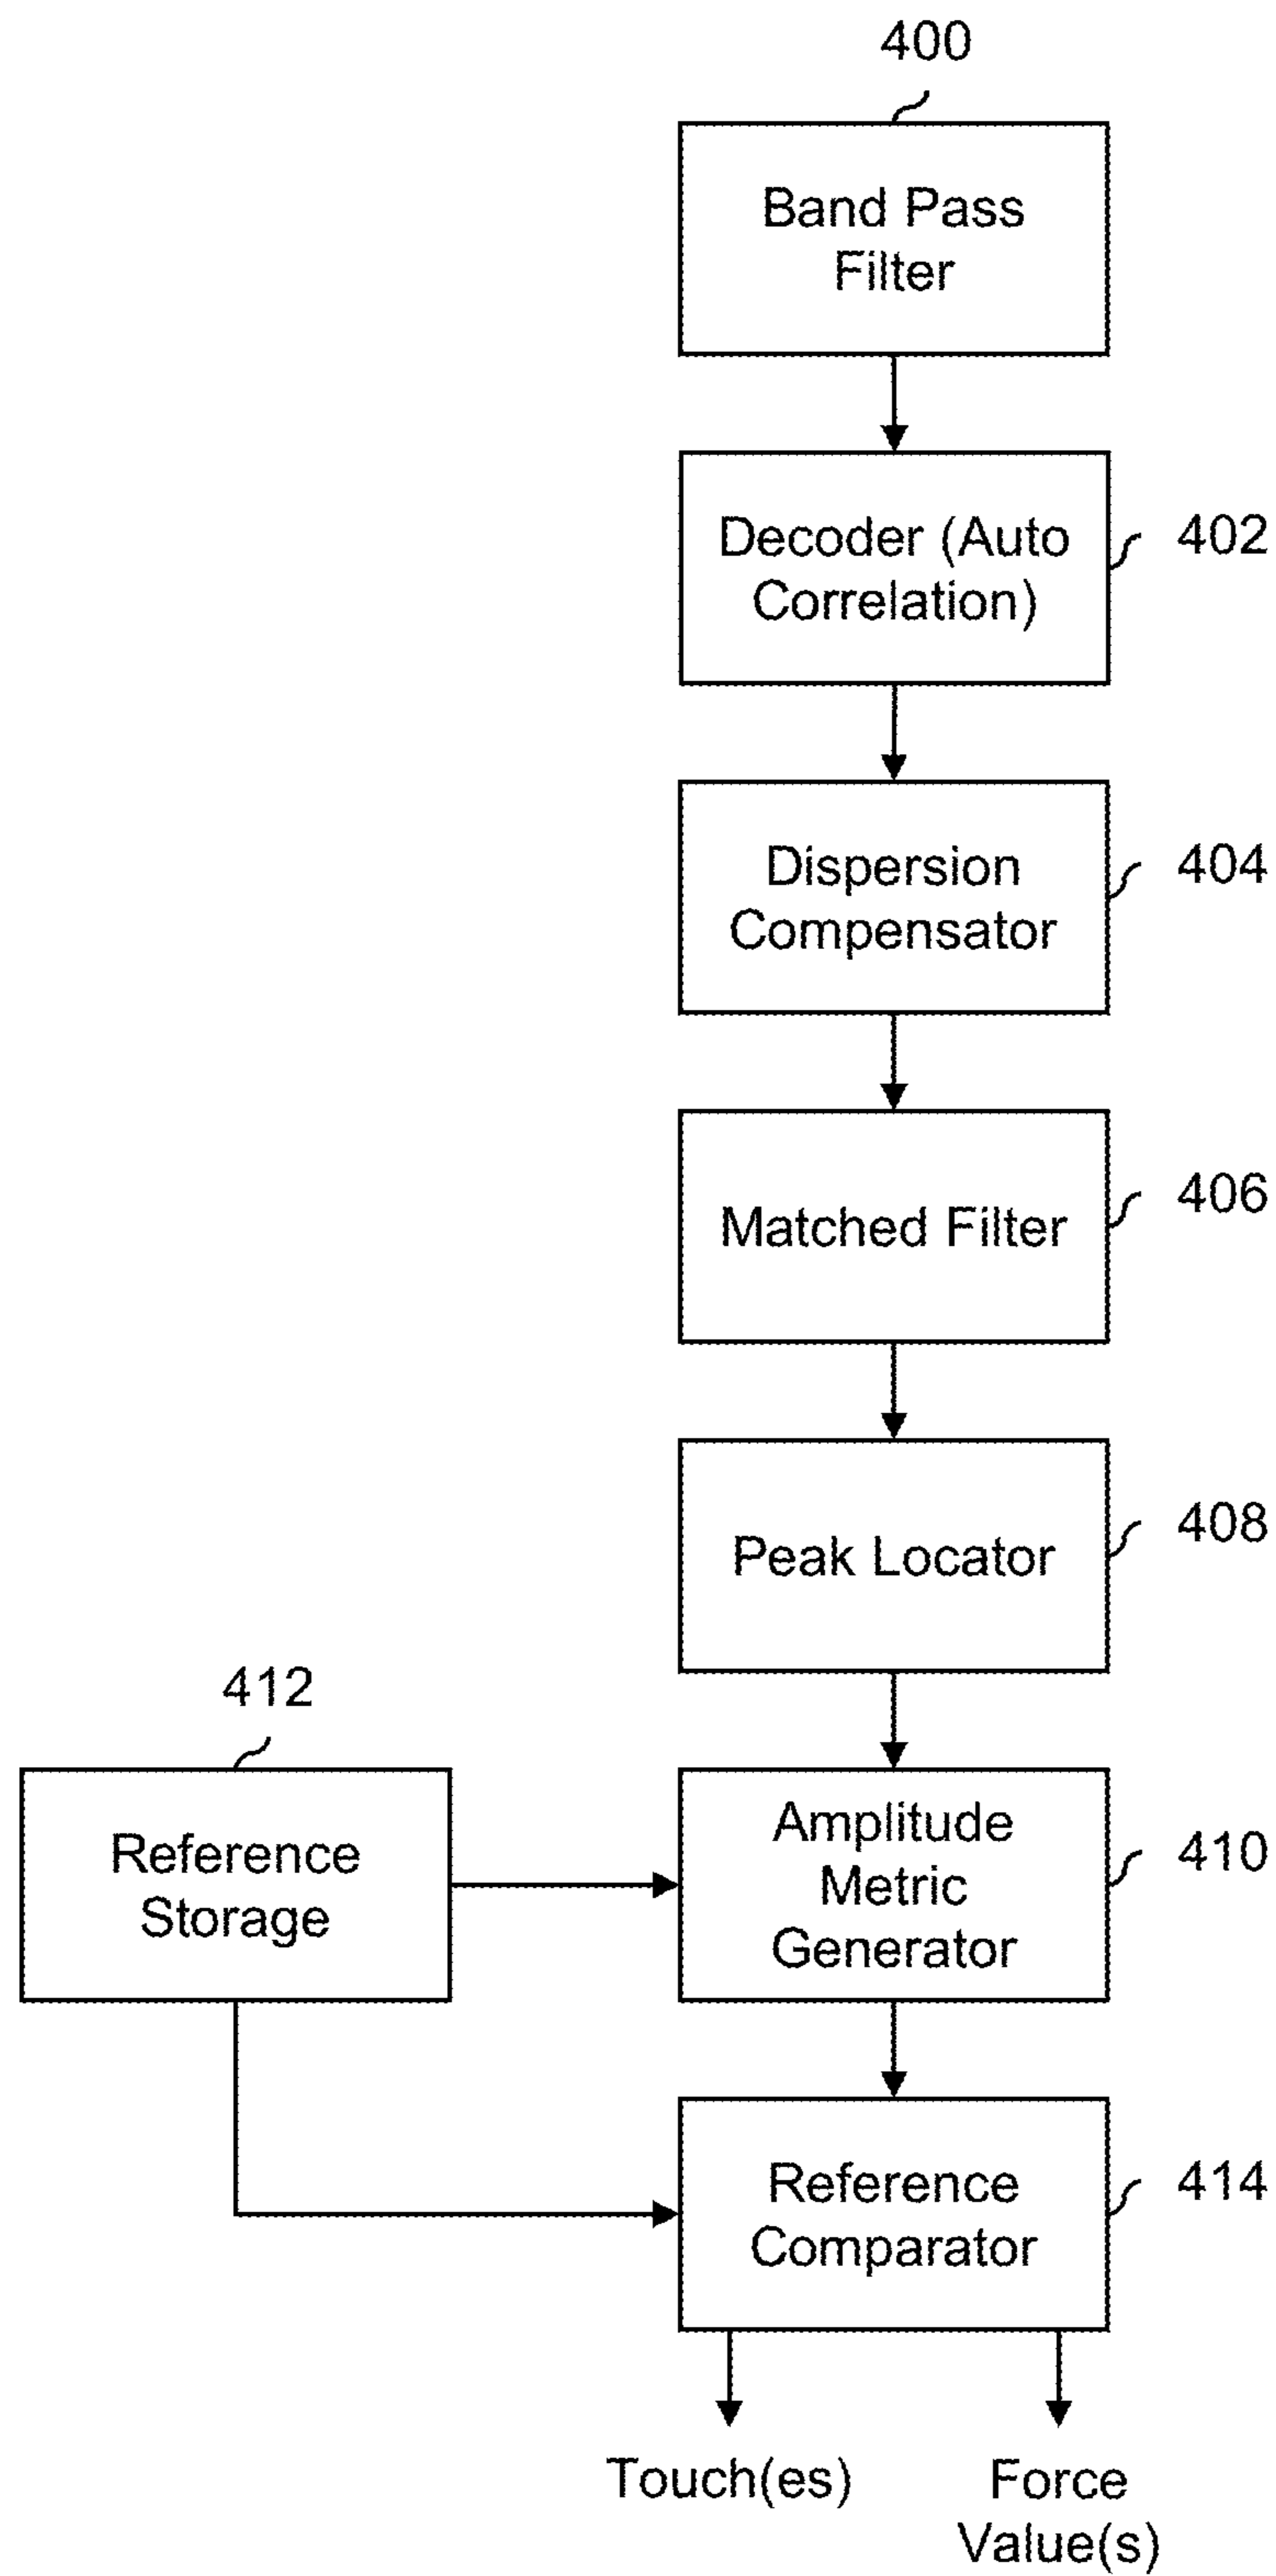 400
Band Pass
Filter
Decoder (Auto
Correlation)
402
Dispersion
Compensator
404
Matched Filter
406
Peak Locator
408
412
Reference
Storage
Amplitude
Metric
Generator
410
Reference
Comparator
414
Touch(es)
Force
Value(s)